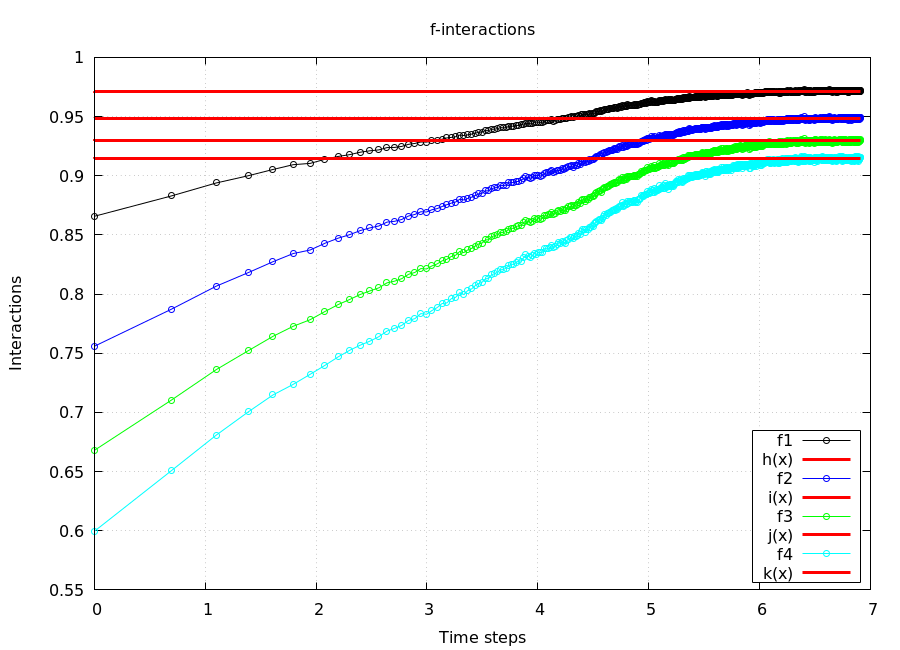 f-interactions
Interactions
1
0.95
0.9
0.85
0.8
0.75
0.7
0.65
0.6
0.55
0 1 2 3 4 5 6 7
Time steps
f1
h(x)
f2
i(x)
f3
j(x)
f4
k(x)